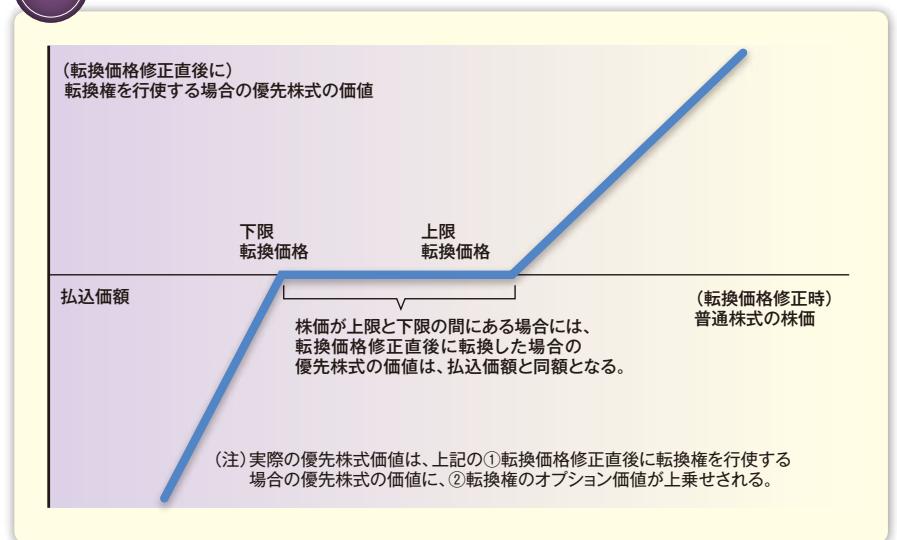 (転換価格修正直後に)
転換権を行使する場合の優先株式の価値
下限
転換価格
上限
転換価格
払込価額
(転換価格修正時)
普通株式の株価
株価が上限と下限の間にある場合には、
転換価格修正直後に転換した場合の
優先株式の価値は、払込価額と同額となる。
(注)実際の優先株式価値は、上記の①転換価格修正直後に転換権を行使する
場合の優先株式の価値に、②転換権のオプション価値が上乗せされる。